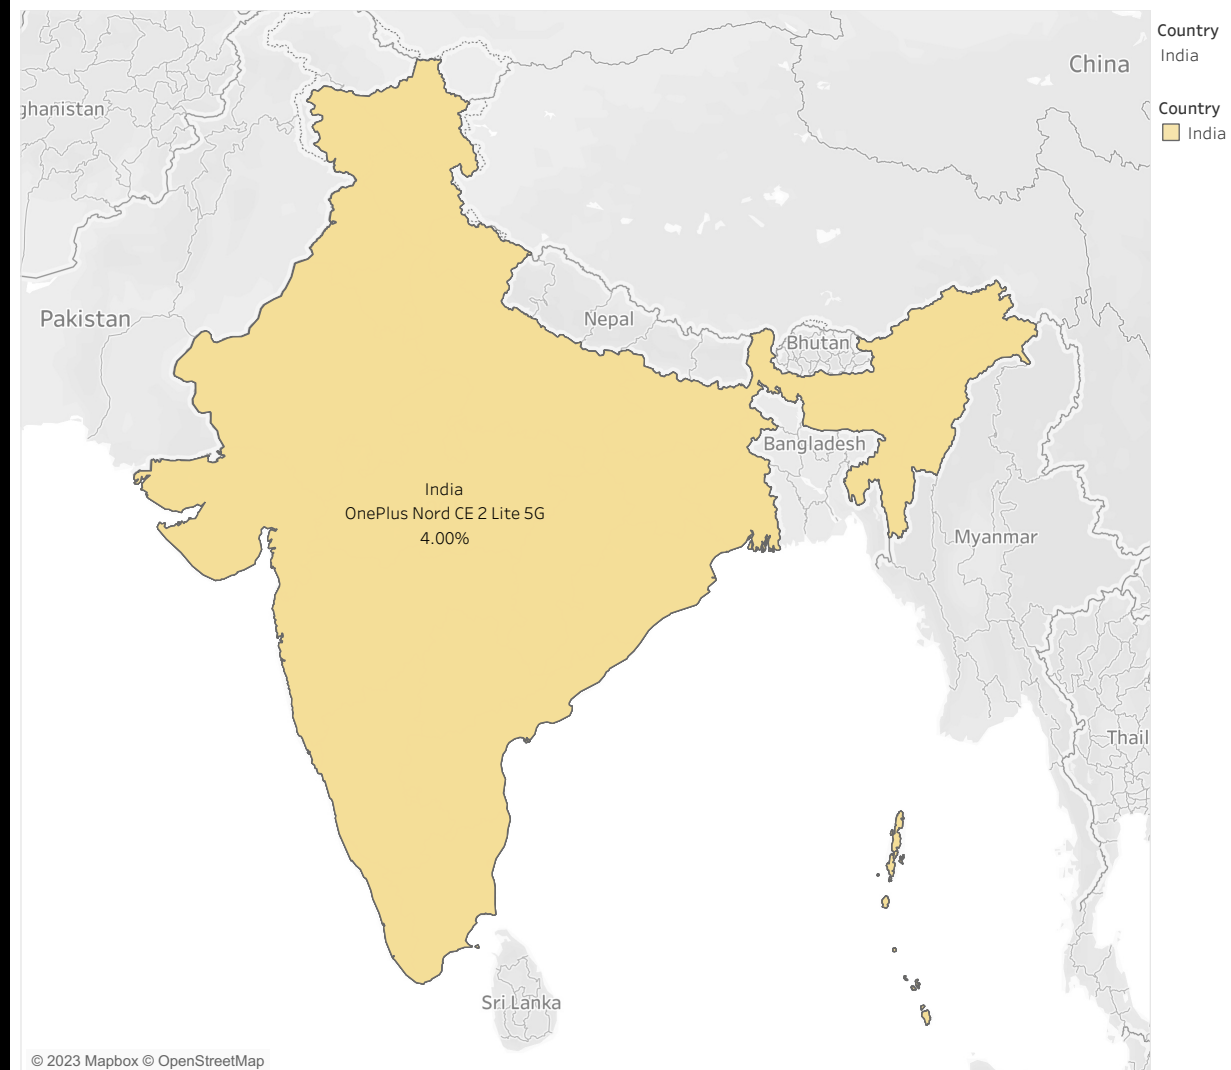 Country
India
China
Country
India
ghanistan
Pakistan
Nepal
Bhutan
Bangladesh
India
OnePlus Nord CE 2 Lite 5G
4.00%
Myanmar
Thail
Sri Lanka
© 2023 Mapbox © OpenStreetMap